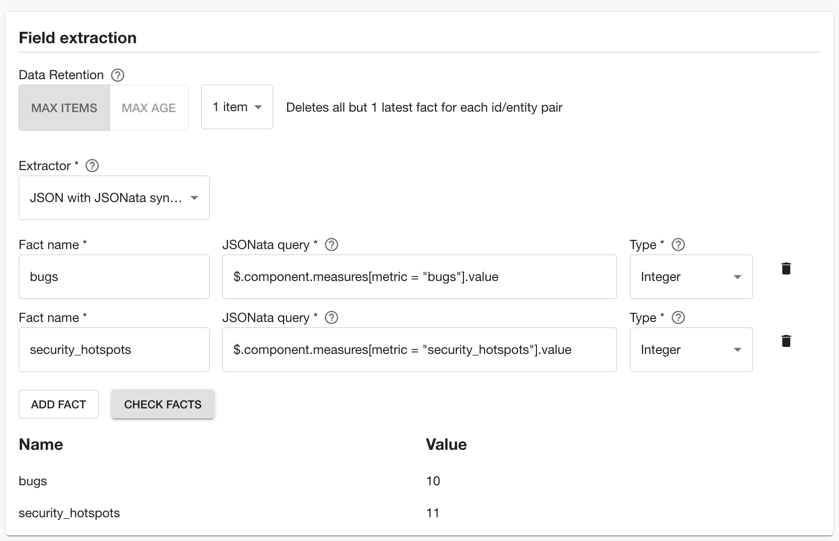 Field extraction
Data Retention
MAX ITEMS MAX AGE 1 item Deletes all but 1 latest fact for each id/entity pair
Extractor *
JSON with JSONata syn...
Fact name * JSONata query * Type *
bugs $.component.measures[metric = "bugs"].value Integer
Fact name * JSONata query * Type *
security_hotspots $.component.measures[metric = "security_hotspots"].value Integer
ADD FACT CHECK FACTS
Name Value
bugs 10
security_hotspots 11